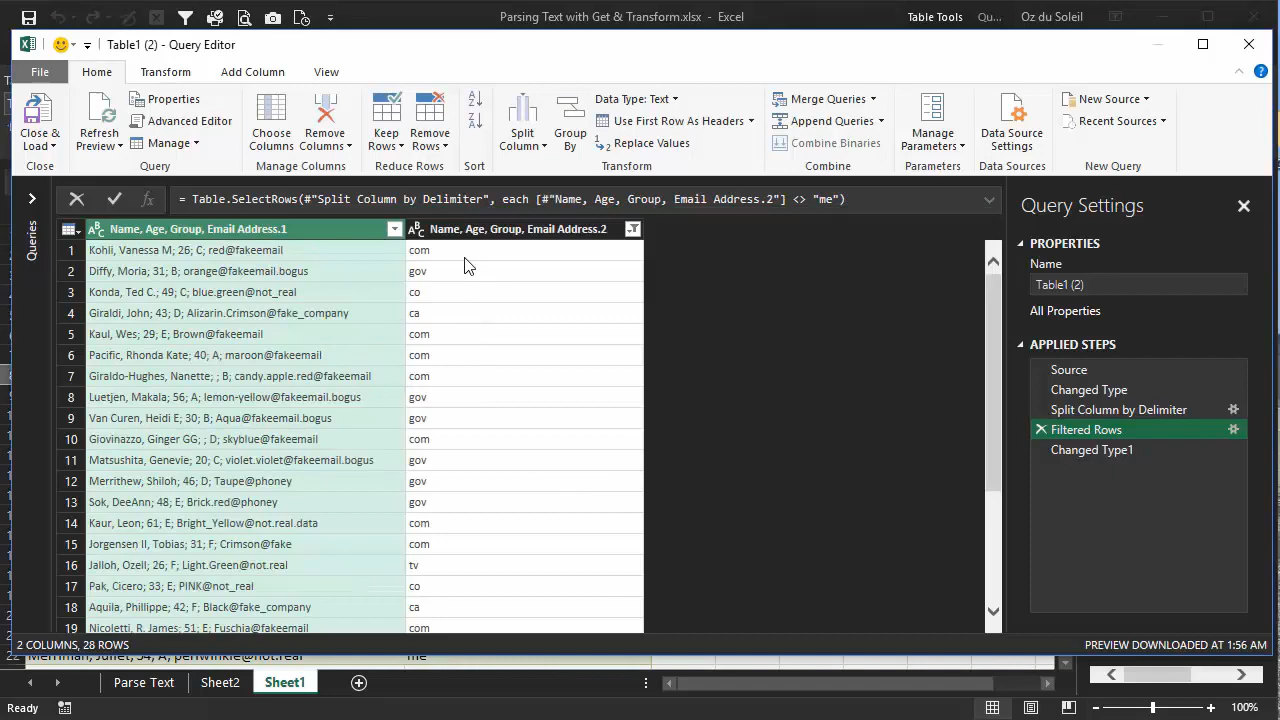 Parsing Text with Get & Transform.xlsx - Excel
Table Tools
Qu...
Oz du Soleil
Table1 (2) - Query Editor
File
Home
Transform
Add Column
View
Close & Load
Refresh Preview
Properties
Advanced Editor
Manage
Choose Columns
Remove Columns
Keep Rows
Remove Rows
Split Column
Group By
Data Type: Text
Use First Row As Headers
Replace Values
Merge Queries
Append Queries
Combine Binaries
Manage Parameters
Data Source Settings
New Source
Recent Sources
Close
Query
Manage Columns
Reduce Rows
Sort
Transform
Combine
Parameters
Data Sources
New Query
Queries
= Table.SelectRows(#"Split Column by Delimiter", each [#"Name, Age, Group, Email Address.2"] <> "me")
Name, Age, Group, Email Address.1 Name, Age, Group, Email Address.2
1 Kohli, Vanessa M; 26; C; red@fakeemail com
2 Diffy, Moria; 31; B; orange@fakeemail.bogus gov
3 Konda, Ted C.; 49; C; blue.green@not_real co
4 Giraldi, John; 43; D; Alizarin.Crimson@fake_company ca
5 Kaul, Wes; 29; E; Brown@fakeemail com
6 Pacific, Rhonda Kate; 40; A; maroon@fakeemail com
7 Giraldo-Hughes, Nanette; ; B; candy.apple.red@fakeemail com
8 Luetjen, Makala; 56; A; lemon-yellow@fakeemail.bogus gov
9 Van Curen, Heidi E; 30; B; Aqua@fakeemail.bogus gov
10 Giovinazzo, Ginger GG; ; D; skyblue@fakeemail com
11 Matsushita, Genevie; 20; C; violet.violet@fakeemail.bogus gov
12 Merrithew, Shiloh; 46; D; Taupe@phoney gov
13 Sok, DeeAnn; 48; E; Brick.red@phoney gov
14 Kaur, Leon; 61; E; Bright_Yellow@not.real.data com
15 Jorgensen II, Tobias; 31; F; Crimson@fake com
16 Jalloh, Ozell; 26; F; Light.Green@not.real tv
17 Pak, Cicero; 33; E; PINK@not_real co
18 Aquila, Phillippe; 42; F; Black@fake_company ca
19 Nicoletti, R. James; 51; E; Fuschia@fakeemail com
Query Settings
PROPERTIES
Name
Table1 (2)
All Properties
APPLIED STEPS
Source
Changed Type
Split Column by Delimiter
Filtered Rows
Changed Type1
2 COLUMNS, 28 ROWS
PREVIEW DOWNLOADED AT 1:56 AM
22 Merriman, Juliet; 34; A; periwinkle@not.real me
Parse Text
Sheet2
Sheet1
Ready
100%